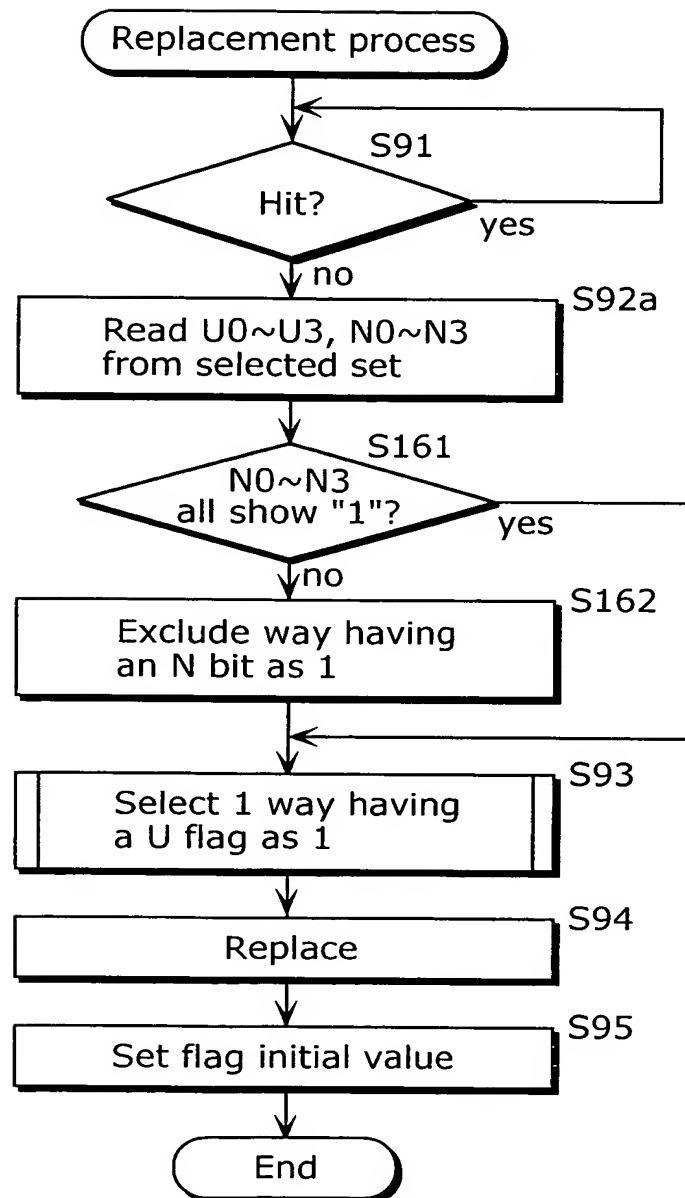 Replacement process
S91
Hit?
yes
no
S92a
Read U0~U3, N0~N3
from selected set
S161
N0~N3
all show "1"?
yes
no
S162
Exclude way having
an N bit as 1
S93
Select 1 way having
a U flag as 1
S94
Replace
S95
Set flag initial value
End